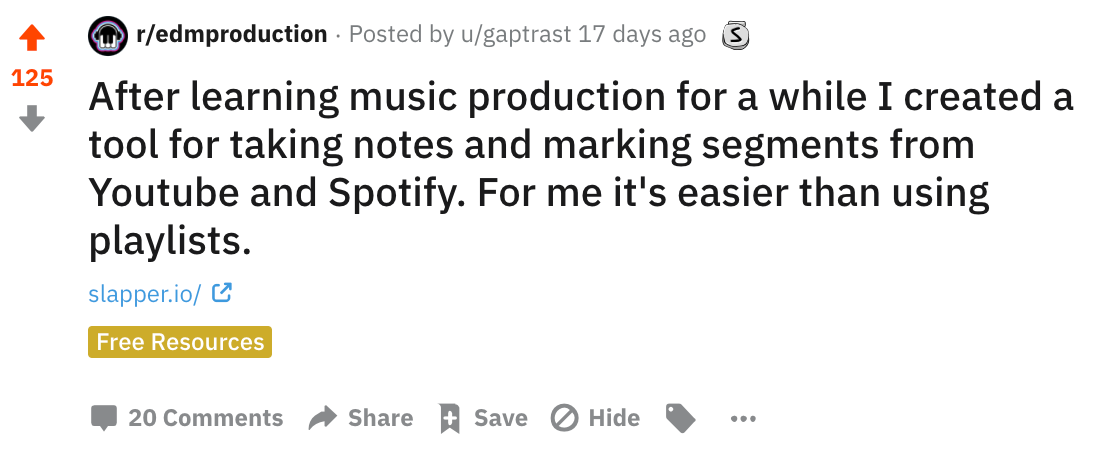 r/edmproduction · Posted by u/gaptrast 17 days ago S
125
After learning music production for a while I created a
tool for taking notes and marking segments from
Youtube and Spotify. For me it's easier than using
playlists.
slapper.io/
Free Resources
20 Comments Share Save Hide ...